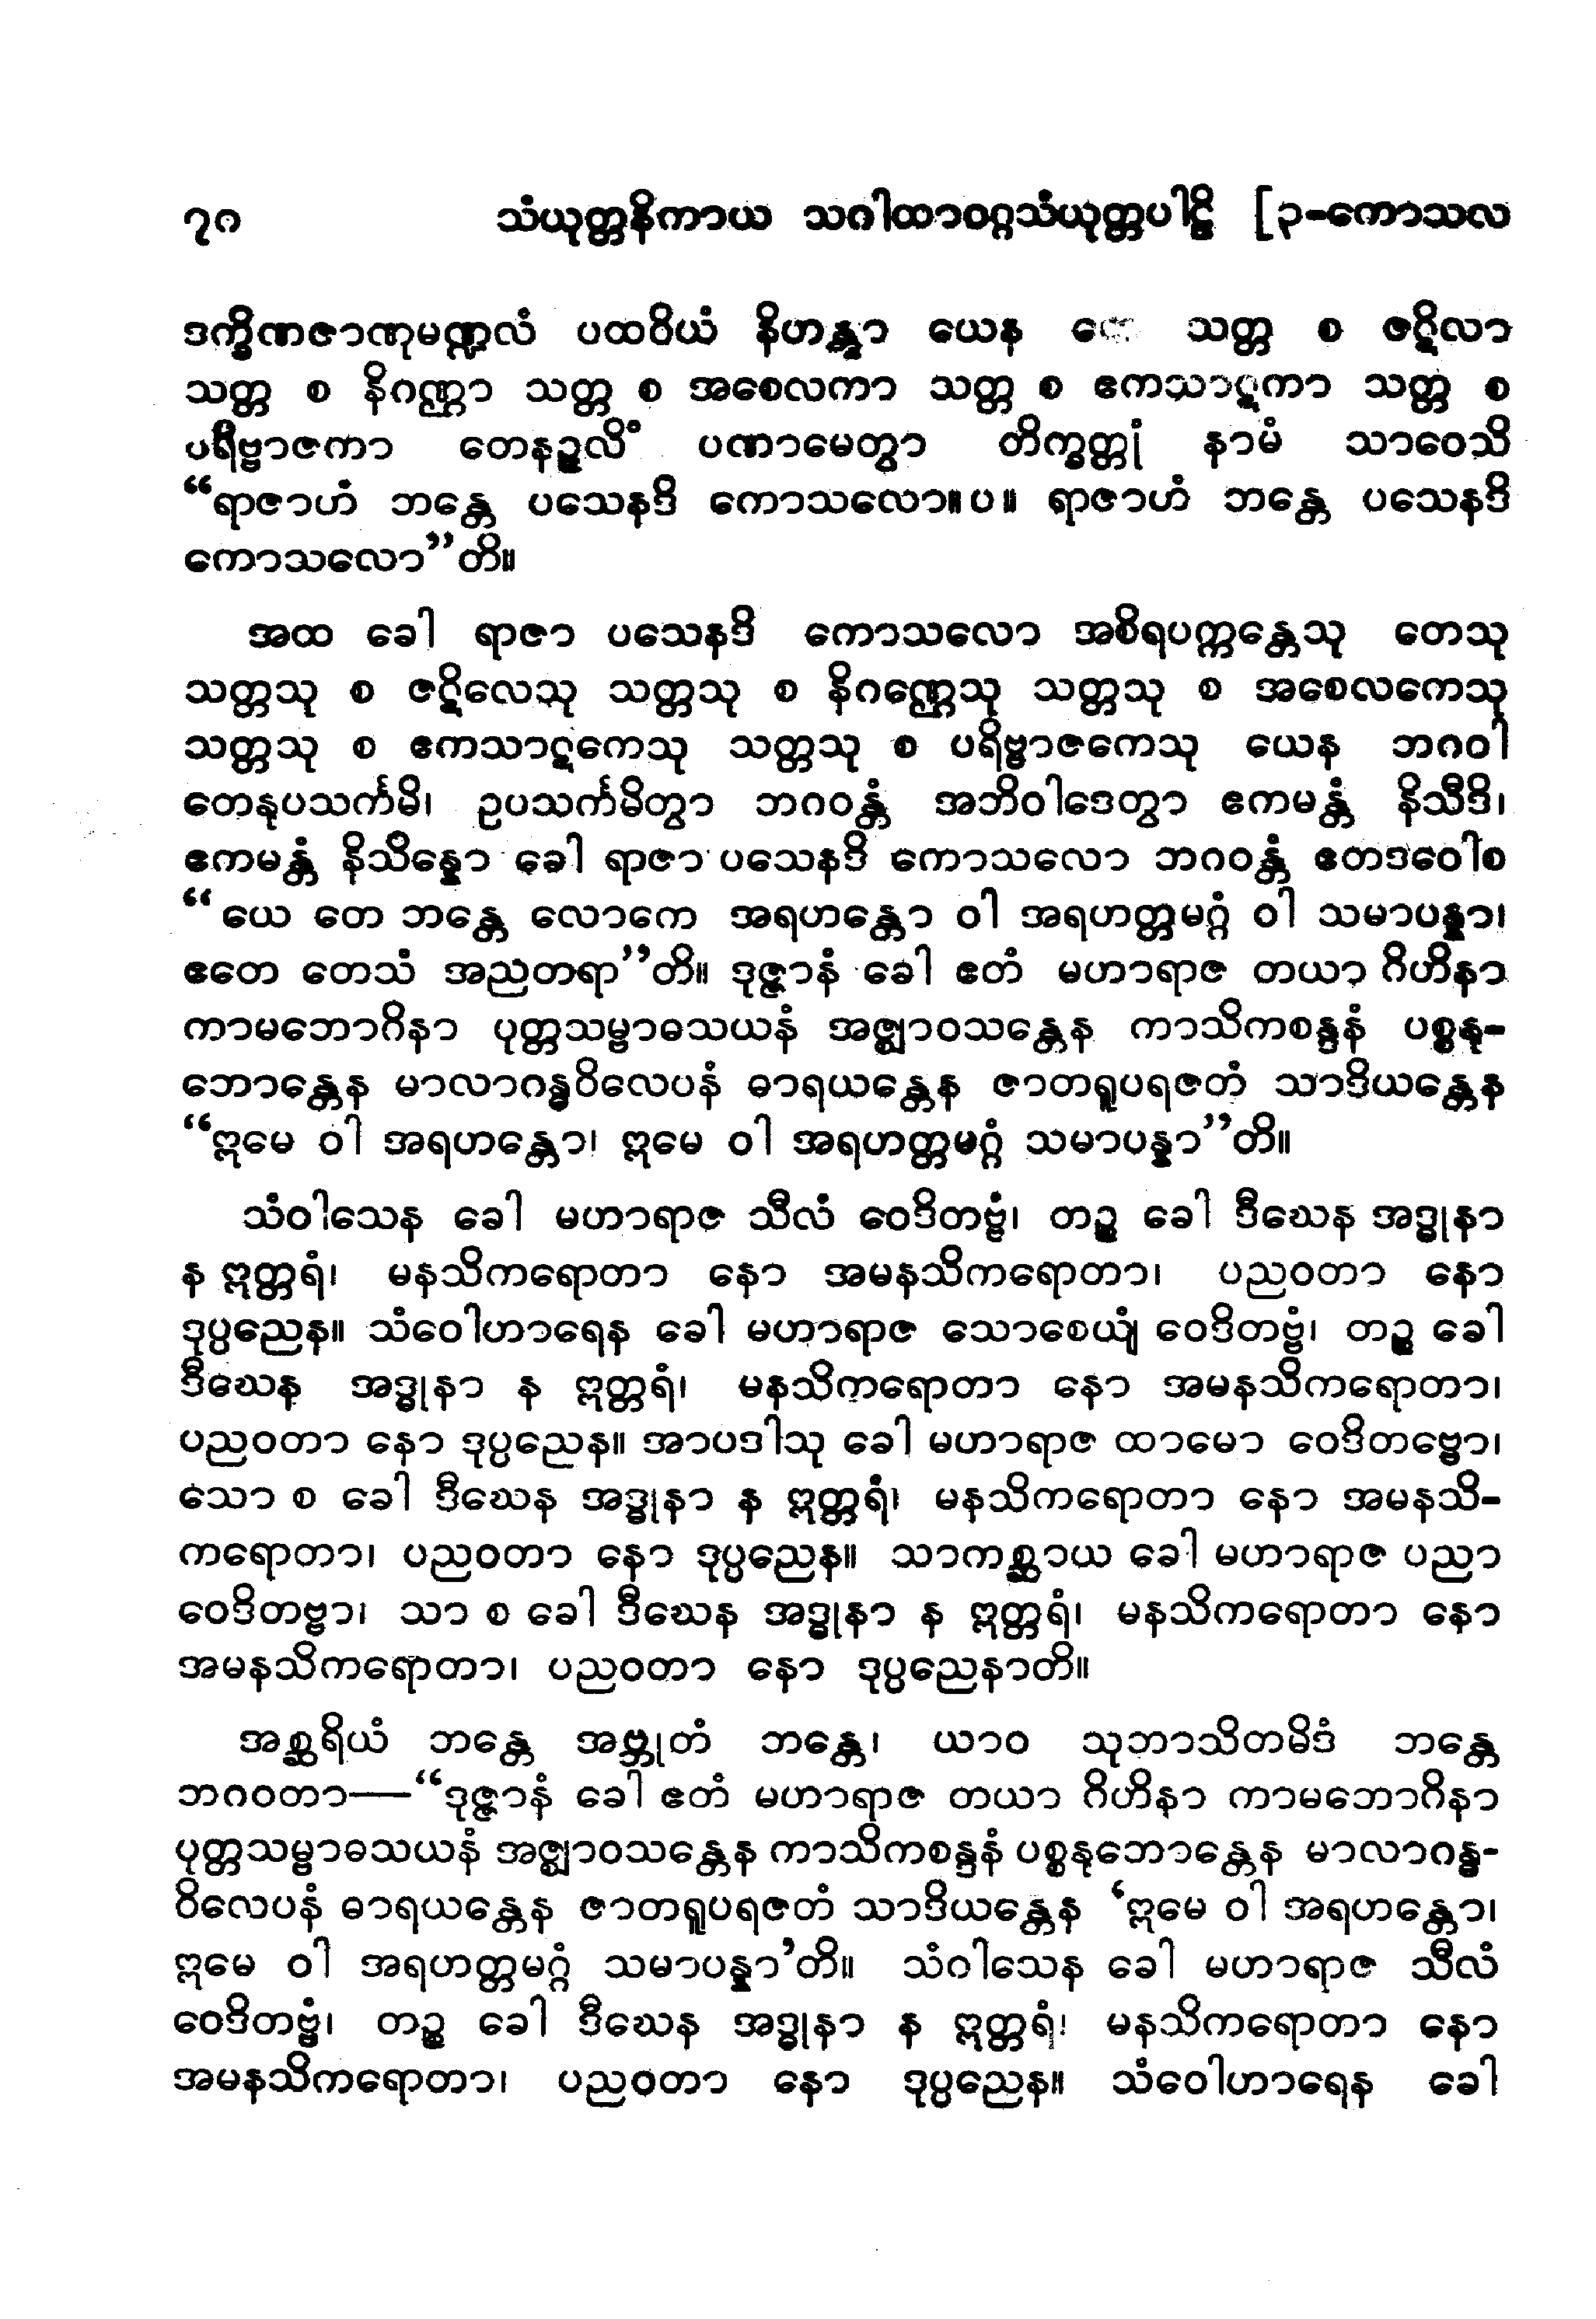 ၇၈ သံယုတ္တနိကာယ သဂါထာဝဂ္ဂသံယုတ္တပါဠိ [၃-ကောသလ
ဒက္ခိဏဇာဏုမဏ္ဍလံ ပထဝိယံ နိဟန္တွာ ယေန သတ္တ စ ဇဋိလာ
သတ္တ စ နိဂဏ္ဌာ သတ္တ စ အစေလကာ သတ္တ စ ဧကသာဋကာ သတ္တ စ
ပရိဗ္ဗာဇကာ တေနဉ္ဇလိံ ပဏာမေတွာ တိက္ခတ္တုံ နာမံ သာဝေသိ
“ရာဇာဟံ ဘန္တေ ပသေနဒိ ကောသလော။ပ။ ရာဇာဟံ ဘန္တေ ပသေနဒိ
ကောသလော”တိ။
အထ ခေါ ရာဇာ ပသေနဒိ ကောသလော အစိရပက္ကန္တေသု တေသု
သတ္တသု စ ဇဋိလေသု သတ္တသု စ နိဂဏ္ဌေသု သတ္တသု စ အစေလကေသု
သတ္တသု စ ဧကသာဋကေသု သတ္တသု စ ပရိဗ္ဗာဇကေသု ယေန ဘဂဝါ
တေနုပသင်္ကမိ၊ ဥပသင်္ကမိတွာ ဘဂဝန္တံ အဘိဝါဒေတွာ ဧကမန္တံ နိသီဒိ၊
ဧကမန္တံ နိသိန္နော ခေါ ရာဇာ ပသေနဒိ ကောသလော ဘဂဝန္တံ ဧတဒဝေါစ
“ယေ တေ ဘန္တေ လောကေ အရဟန္တော ဝါ အရဟတ္တမဂ္ဂံ ဝါ သမာပန္နာ၊
ဧတေ တေသံ အညတရာ”တိ။ ဒုဇ္ဇာနံ ခေါ ဧတံ မဟာရာဇ တယာ ဂိဟိနာ
ကာမဘောဂိနာ ပုတ္တသမ္ဗာဓသယနံ အဇ္ဈာဝသန္တေန ကာသိကစန္ဒနံ ပစ္စနု-
ဘောန္တေန မာလာဂန္ဓဝိလေပနံ ဓာရယန္တေန ဇာတရူပရဇတံ သာဒိယန္တေန
“ဣမေ ဝါ အရဟန္တော၊ ဣမေ ဝါ အရဟတ္တမဂ္ဂံ သမာပန္နာ”တိ။
သံဝါသေန ခေါ မဟာရာဇ သီလံ ဝေဒိတဗ္ဗံ၊ တဉ္စ ခေါ ဒီဃေန အဒ္ဓုနာ
န ဣတ္တရံ၊ မနသိကရောတာ နော အမနသိကရောတာ၊ ပညဝတာ နော
ဒုပ္ပညေန။ သံဝေါဟာရေန ခေါ မဟာရာဇ သောစေယျံ ဝေဒိတဗ္ဗံ၊ တဉ္စ ခေါ
ဒီဃေန အဒ္ဓုနာ န ဣတ္တရံ၊ မနသိကရောတာ နော အမနသိကရောတာ၊
ပညဝတာ နော ဒုပ္ပညေန။ အာပဒါသု ခေါ မဟာရာဇ ထာမော ဝေဒိတဗ္ဗော၊
သော စ ခေါ ဒီဃေန အဒ္ဓုနာ န ဣတ္တရံ၊ မနသိကရောတာ နော အမနသိ-
ကရောတာ၊ ပညဝတာ နော ဒုပ္ပညေန။ သာကစ္ဆာယ ခေါ မဟာရာဇ ပညာ
ဝေဒိတဗ္ဗာ၊ သာ စ ခေါ ဒီဃေန အဒ္ဓုနာ န ဣတ္တရံ၊ မနသိကရောတာ နော
အမနသိကရောတာ၊ ပညဝတာ နော ဒုပ္ပညေနာတိ။
အစ္ဆရိယံ ဘန္တေ အဗ္ဘုတံ ဘန္တေ၊ ယာဝ သုဘာသိတမိဒံ ဘန္တေ
ဘဂဝတာ—“ဒုဇ္ဇာနံ ခေါ ဧတံ မဟာရာဇ တယာ ဂိဟိနာ ကာမဘောဂိနာ
ပုတ္တသမ္ဗာဓသယနံ အဇ္ဈာဝသန္တေန ကာသိကစန္ဒနံ ပစ္စနုဘောန္တေန မာလာဂန္ဓ-
ဝိလေပနံ ဓာရယန္တေန ဇာတရူပရဇတံ သာဒိယန္တေန ‘ဣမေ ဝါ အရဟန္တော၊
ဣမေ ဝါ အရဟတ္တမဂ္ဂံ သမာပန္နာ’တိ။ သံဂါသေန ခေါ မဟာရာဇ သီလံ
ဝေဒိတဗ္ဗံ၊ တဉ္စ ခေါ ဒီဃေန အဒ္ဓုနာ န ဣတ္တရံ၊ မနသိကရောတာ နော
အမနသိကရောတာ၊ ပညဝတာ နော ဒုပ္ပညေန။ သံဝေါဟာရေန ခေါ